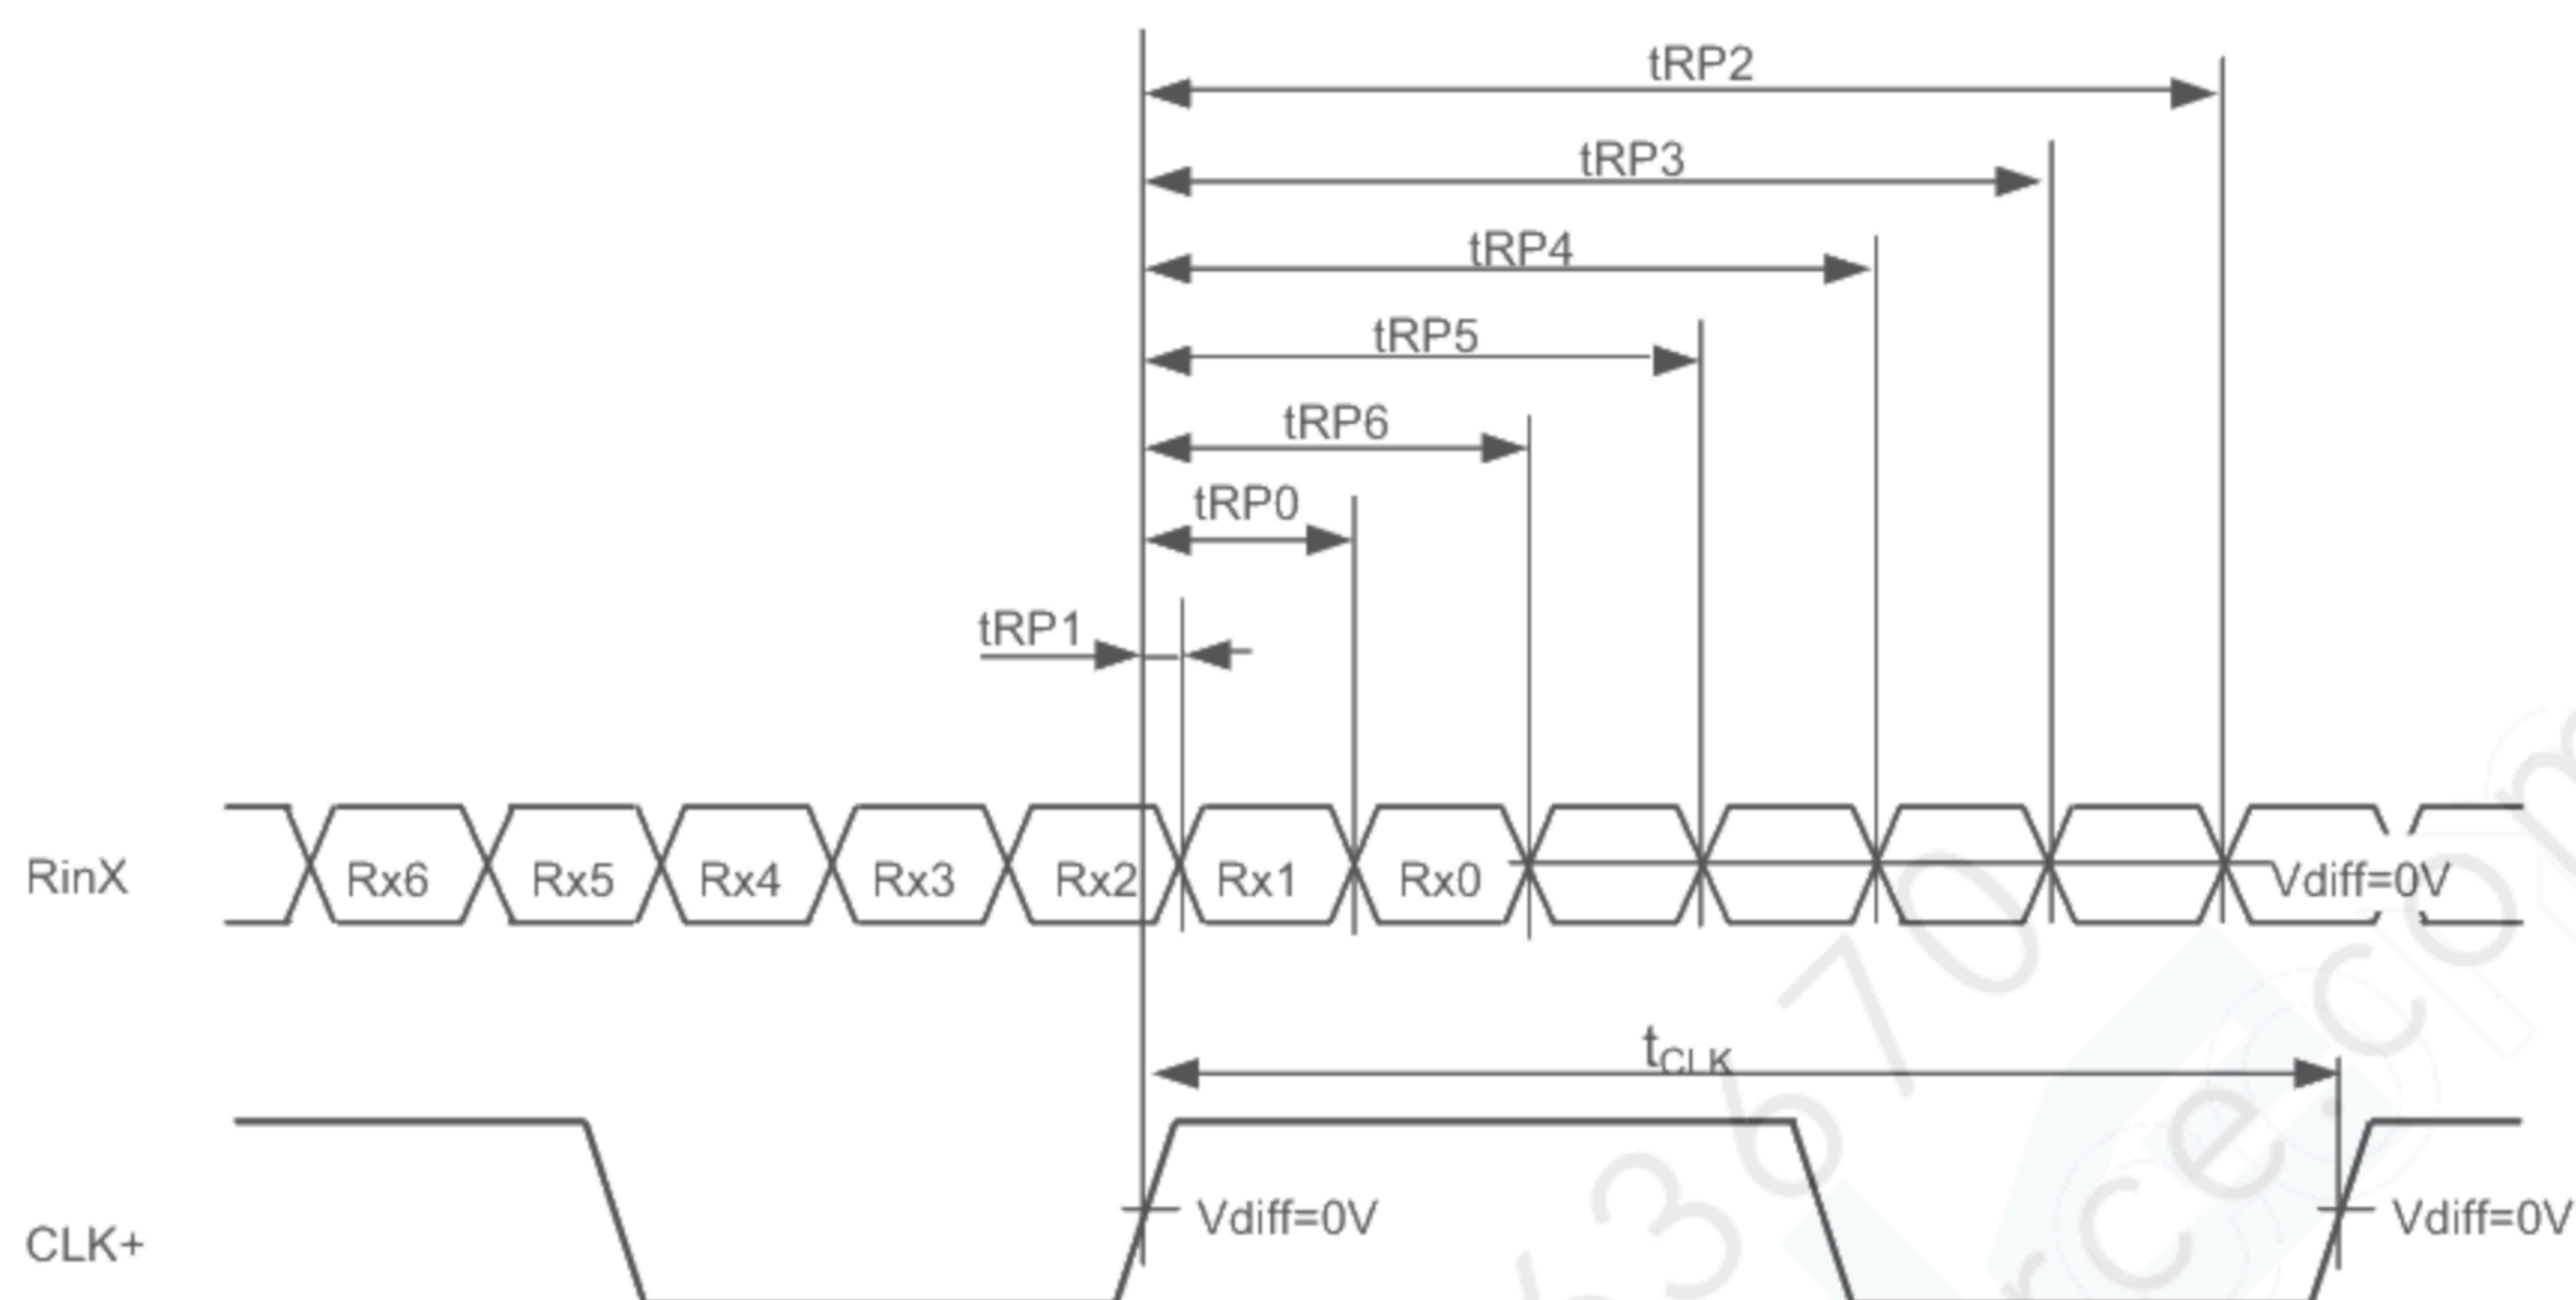 tRP2
tRP3
tRP4
tRP5
tRP6
tRP0
tRP1
RinX Rx6 Rx5 Rx4 Rx3 Rx2 Rx1 Rx0 Vdiff=0V
tCLK
Vdiff=0V Vdiff=0V
CLK+
3670